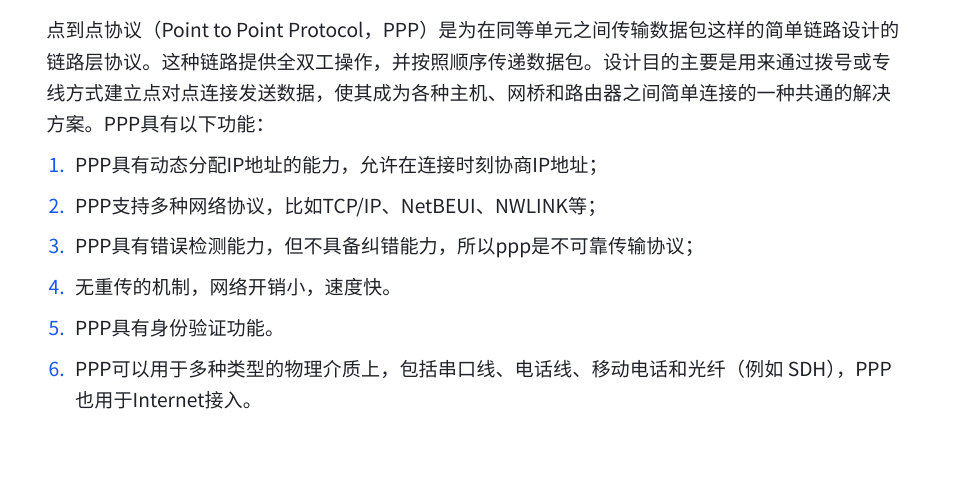 点到点协议（Point to Point Protocol，PPP）是为在同等单元之间传输数据包这样的简单链路设计的
链路层协议。这种链路提供全双工操作，并按照顺序传递数据包。设计目的主要是用来通过拨号或专
线方式建立点对点连接发送数据，使其成为各种主机、网桥和路由器之间简单连接的一种共通的解决
方案。PPP具有以下功能：
1. PPP具有动态分配IP地址的能力，允许在连接时刻协商IP地址；
2. PPP支持多种网络协议，比如TCP/IP、NetBEUI、NWLINK等；
3. PPP具有错误检测能力，但不具备纠错能力，所以ppp是不可靠传输协议；
4. 无重传的机制，网络开销小，速度快。
5. PPP具有身份验证功能。
6. PPP可以用于多种类型的物理介质上，包括串口线、电话线、移动电话和光纤（例如 SDH），PPP
也用于Internet接入。